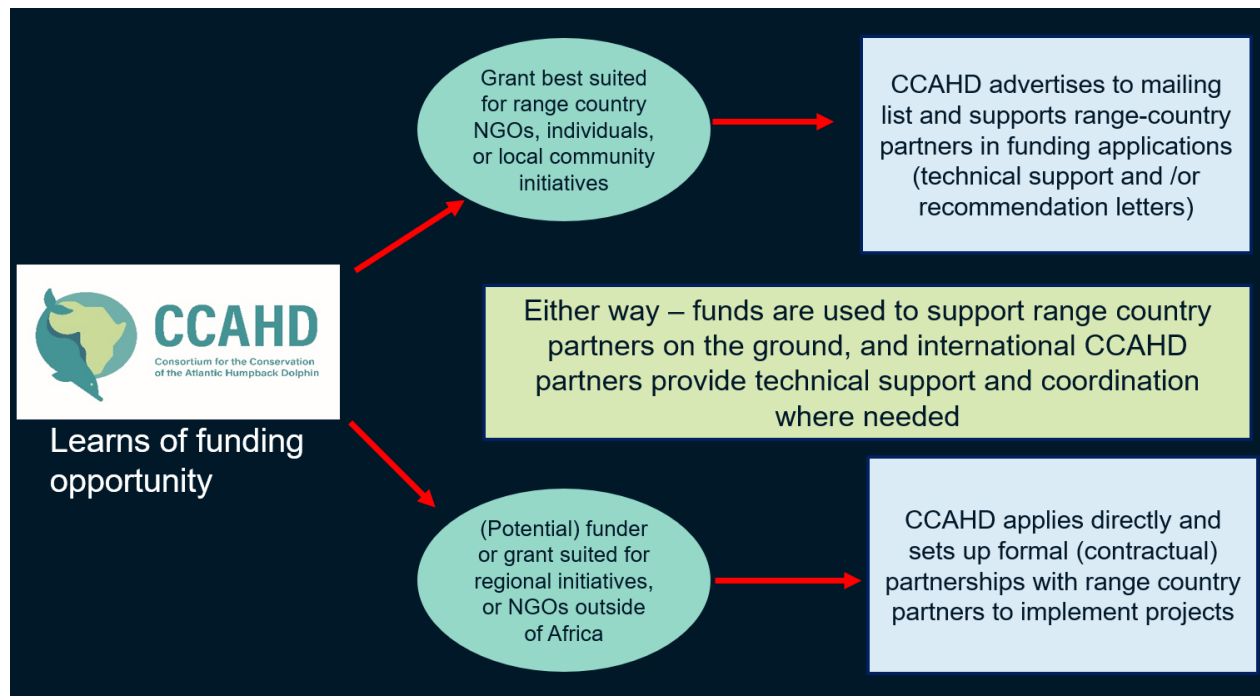 Grant best suited
for range country
NGOs, individuals,
or local community
initiatives
CCAHD advertises to mailing
list and supports range-country
partners in funding applications
(technical support and /or
recommendation letters)
CCAHD
Consortium for the Conservation
of the Atlantic Humpback Dolphin
Learns of funding
opportunity
Either way – funds are used to support range country
partners on the ground, and international CCAHD
partners provide technical support and coordination
where needed
(Potential) funder
or grant suited for
regional initiatives,
or NGOs outside
of Africa
CCAHD applies directly and
sets up formal (contractual)
partnerships with range country
partners to implement projects